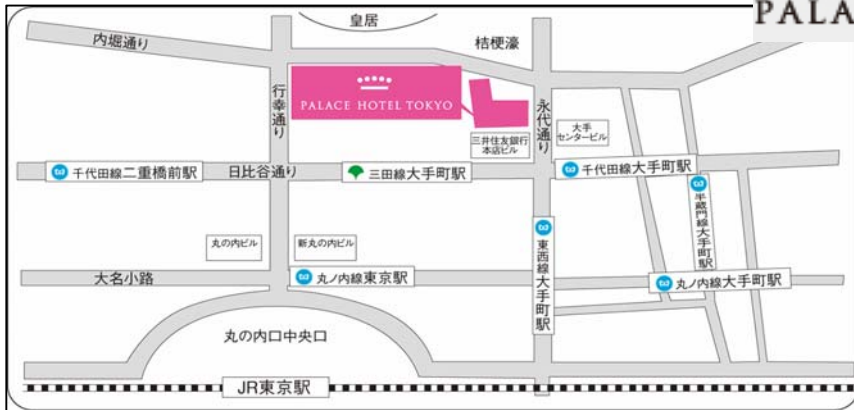 皇居
PALA
内堀通り
桔梗濠
行幸通り
PALACE HOTEL TOKYO
永代通り
三井住友銀行
本店ビル
大手
センタービル
千代田線二重橋前駅
日比谷通り
三田線大手町駅
千代田線大手町駅
半蔵門線大手町駅
丸の内ビル
新丸の内ビル
東西線大手町駅
大名小路
丸ノ内線東京駅
丸ノ内線大手町駅
丸の内口中央口
JR東京駅